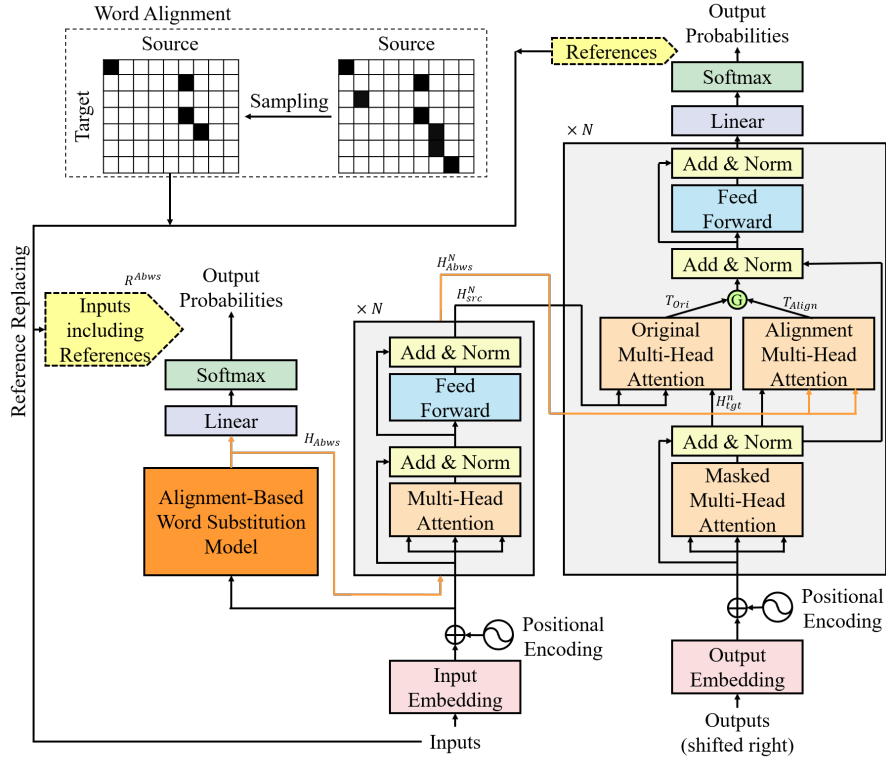 Word Alignment
Source
Source
Target
Sampling
Output
Probabilities
References
Softmax
Linear
× N
Add & Norm
Feed
Forward
Add & Norm
G
T_Ori
T_Align
Original
Multi-Head
Attention
Alignment
Multi-Head
Attention
H^n_tgt
Add & Norm
Masked
Multi-Head
Attention
Positional
Encoding
Output
Embedding
Outputs
(shifted right)
Reference Replacing
R^Abws
Inputs
including
References
Output
Probabilities
Softmax
Linear
H_Abws
Alignment-Based
Word Substitution
Model
H^N_Abws
H^N_src
× N
Add & Norm
Feed
Forward
Add & Norm
Multi-Head
Attention
Positional
Encoding
Input
Embedding
Inputs